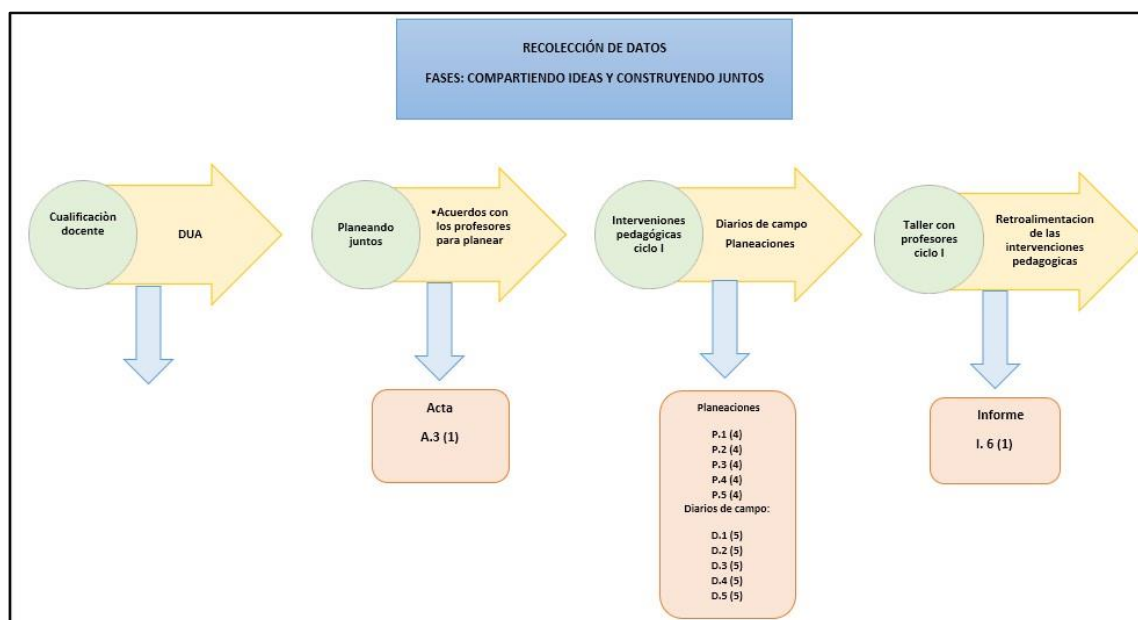 RECOLECCIÓN DE DATOS
FASES: COMPARTIENDO IDEAS Y CONSTRUYENDO JUNTOS
Cualificaciòn
docente
DUA
Planeando
juntos
•Acuerdos con
los profesores
para planear
Interveniones
pedagógicas
ciclo I
Diarios de campo
Planeaciones
Taller con
profesores
ciclo I
Retroalimentacion
de las
intervenciones
pedagogicas
Acta
A.3 (1)
Planeaciones
P.1 (4)
P.2 (4)
P.3 (4)
P.4 (4)
P.5 (4)
Diarios de campo:
D.1 (5)
D.2 (5)
D.3 (5)
D.4 (5)
D.5 (5)
Informe
I. 6 (1)